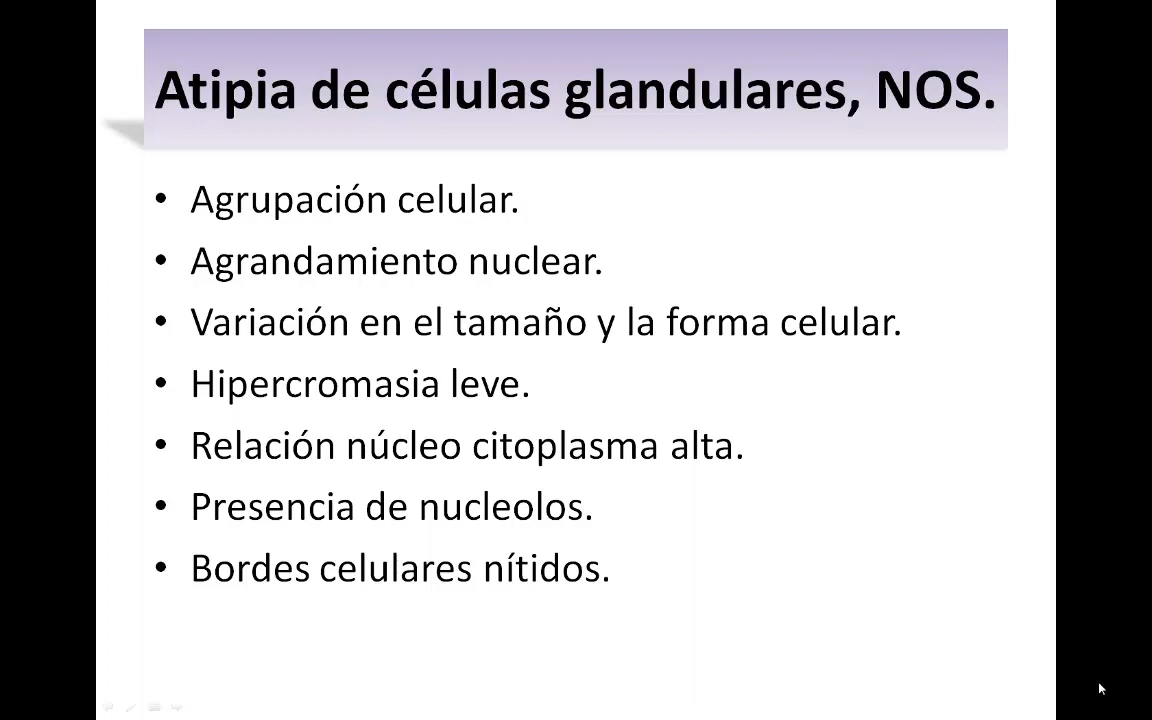 Atipia de células glandulares, NOS.
• Agrupación celular.
• Agrandamiento nuclear.
• Variación en el tamaño y la forma celular.
• Hipercromasia leve.
• Relación núcleo citoplasma alta.
• Presencia de nucleolos.
• Bordes celulares nítidos.